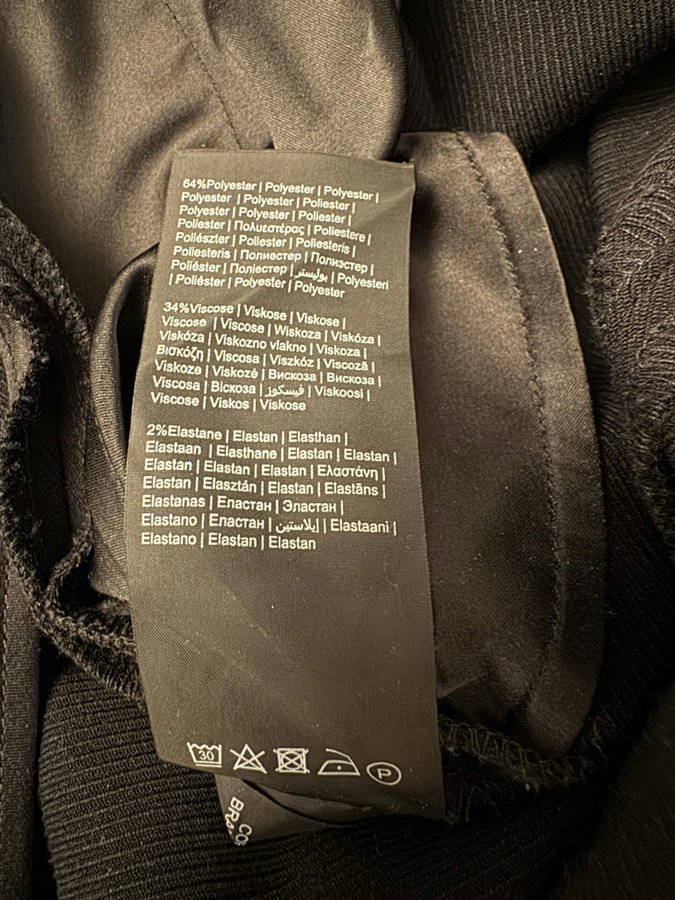 64%Polyester | Polyester | Polyester |
Polyester | Polyester | Poliester |
Polyester | Polyester | Poliester |
Poliester | Πολυεστέρας | Poliestere |
Poliészter | Poliester | Poliesteris |
Poliesteris | Полиестер | Полиэстер |
Poliēster | Поліестер | بوليستر | Polyesteri
| Poliéster | Polyester | Polyester
34%Viscose | Viskose | Viskose |
Viscose | Viscose | Wiskoza | Viskóza |
Viskóza | Viskozno vlakno | Viskoza |
Βισκόζη | Viscosa | Viszkóz | Viscoză |
Viskoze | Viskozė | Вискоза | Вискоза |
Viscosa | Віскоза | فيسكوز | Viskoosi |
Viscose | Viskos | Viskose
2%Elastane | Elastan | Elasthan |
Elastaan | Elasthane | Elastan | Elastan |
Elastan | Elastan | Elastan | Ελαστάνη |
Elastan | Elasztán | Elastan | Elastāns |
Elastanas | Еластан | Эластан |
Elastano | Еластан | إيلاستين | Elastaani |
Elastano | Elastan | Elastan
30 P